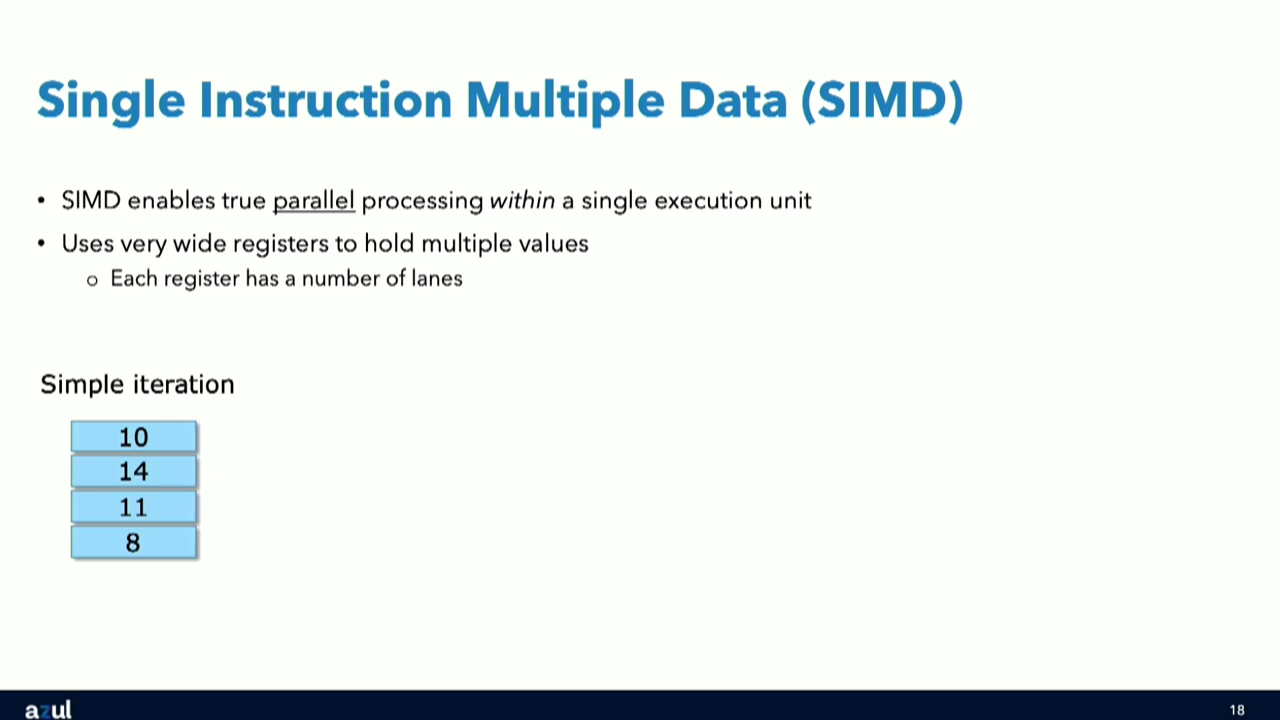 Single Instruction Multiple Data (SIMD)
• SIMD enables true parallel processing within a single execution unit
• Uses very wide registers to hold multiple values
o Each register has a number of lanes
Simple iteration
10
14
11
8
azul
18